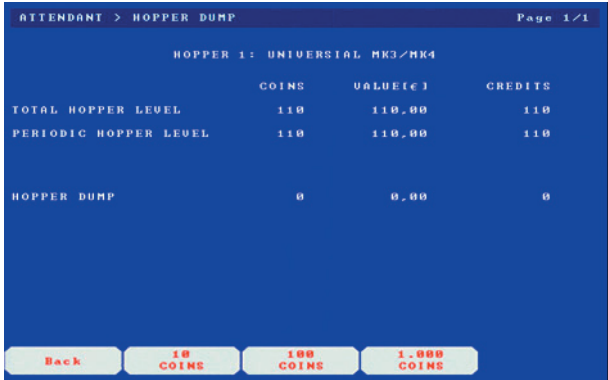 ATTENDANT > HOPPER DUMP Page 1/1
HOPPER 1: UNIVERSIAL MK3/MK4
COINS VALUE[€] CREDITS
TOTAL HOPPER LEVEL 110 110,00 110
PERIODIC HOPPER LEVEL 110 110,00 110
HOPPER DUMP 0 0,00 0
Back 10 COINS 100 COINS 1.000 COINS